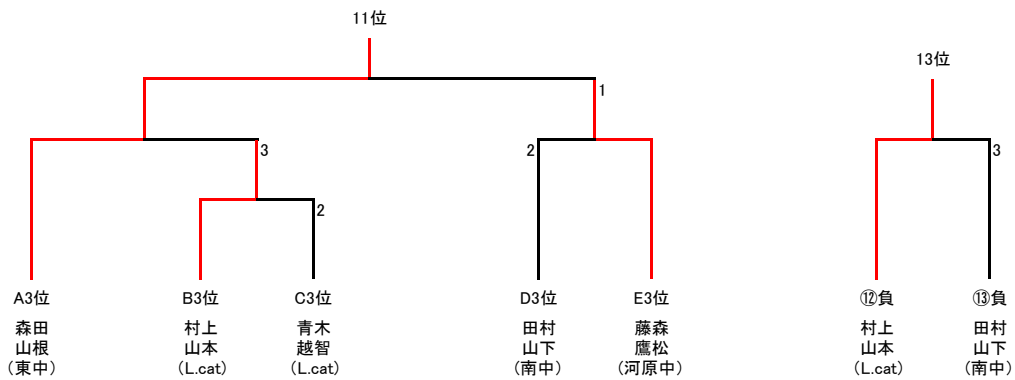 11位
13位
1
3
2
3
2
A3位
B3位
C3位
D3位
E3位
⑫負
⑬負
森田
山根
（東中）
村上
山本
（L.cat）
青木
越智
（L.cat）
田村
山下
（南中）
藤森
鷹松
（河原中）
村上
山本
（L.cat）
田村
山下
（南中）